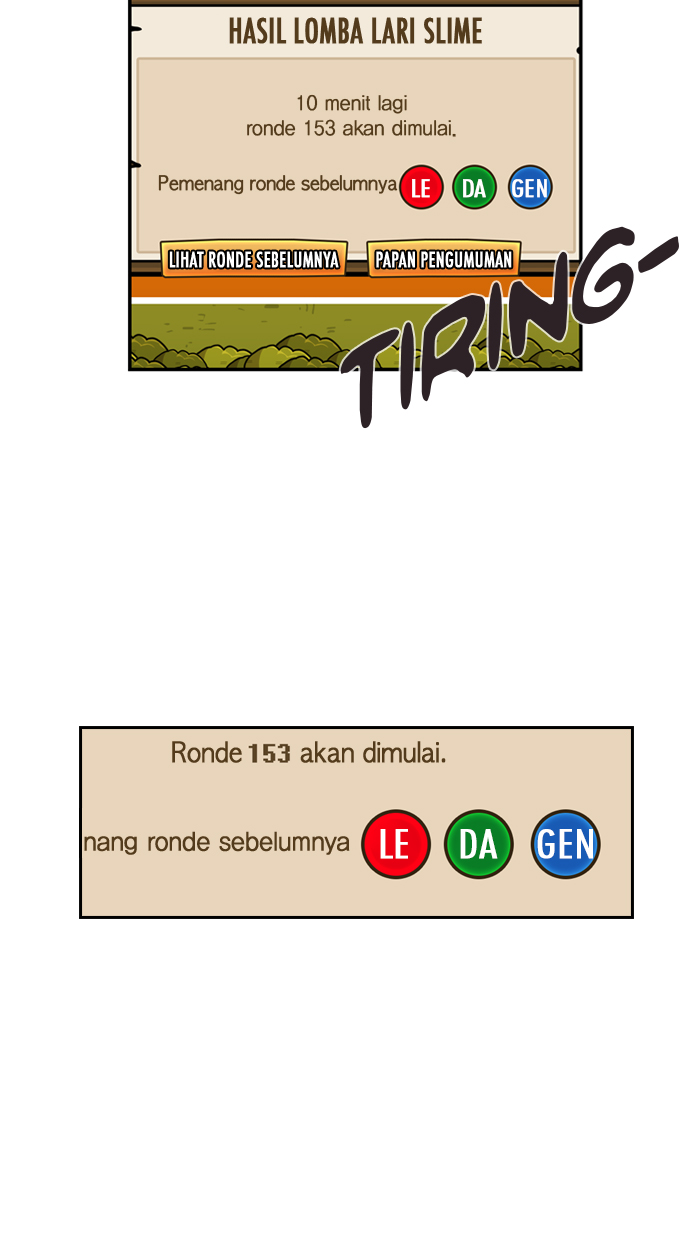 HASIL LOMBA LARI SLIME
10 menit lagi
ronde 153 akan dimulai.
Pemenang ronde sebelumnya LE DA GEN
LIHAT RONDE SEBELUMNYA PAPAN PENGUMUMAN
TIRING-
Ronde 153 akan dimulai.
nang ronde sebelumnya LE DA GEN